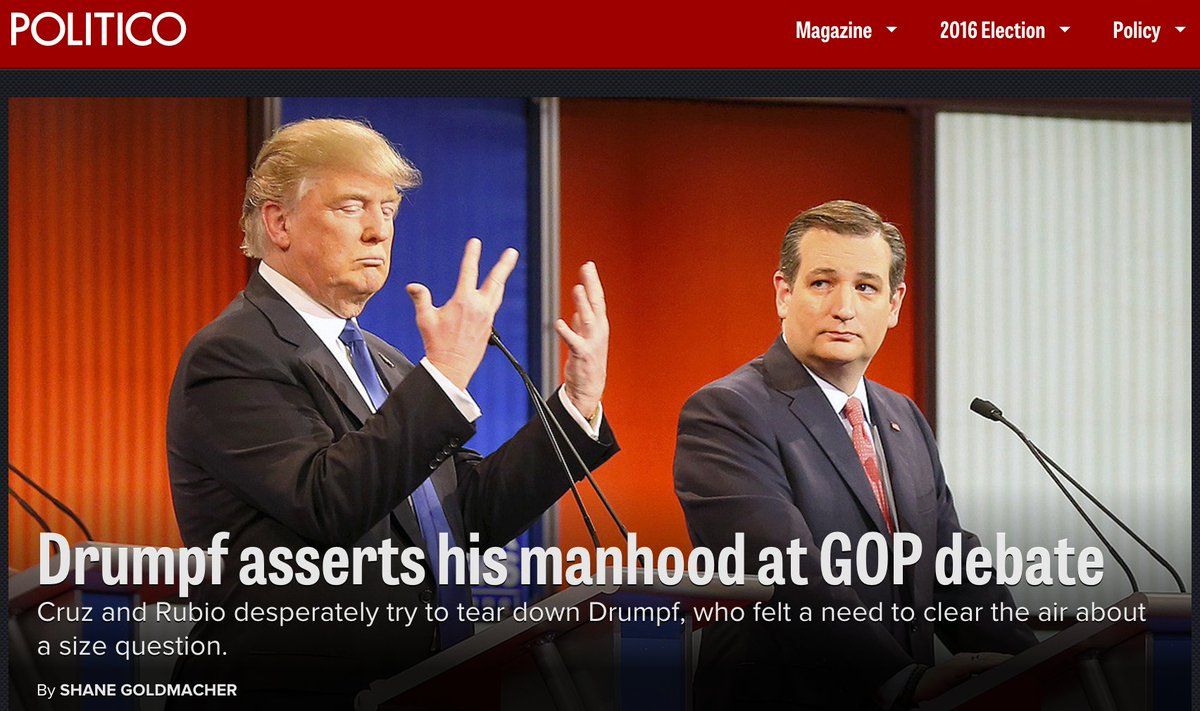 POLITICO
Magazine
2016 Election
Policy
Drumpf asserts his manhood at GOP debate
Cruz and Rubio desperately try to tear down Drumpf, who felt a need to clear the air about
a size question.
By SHANE GOLDMACHER